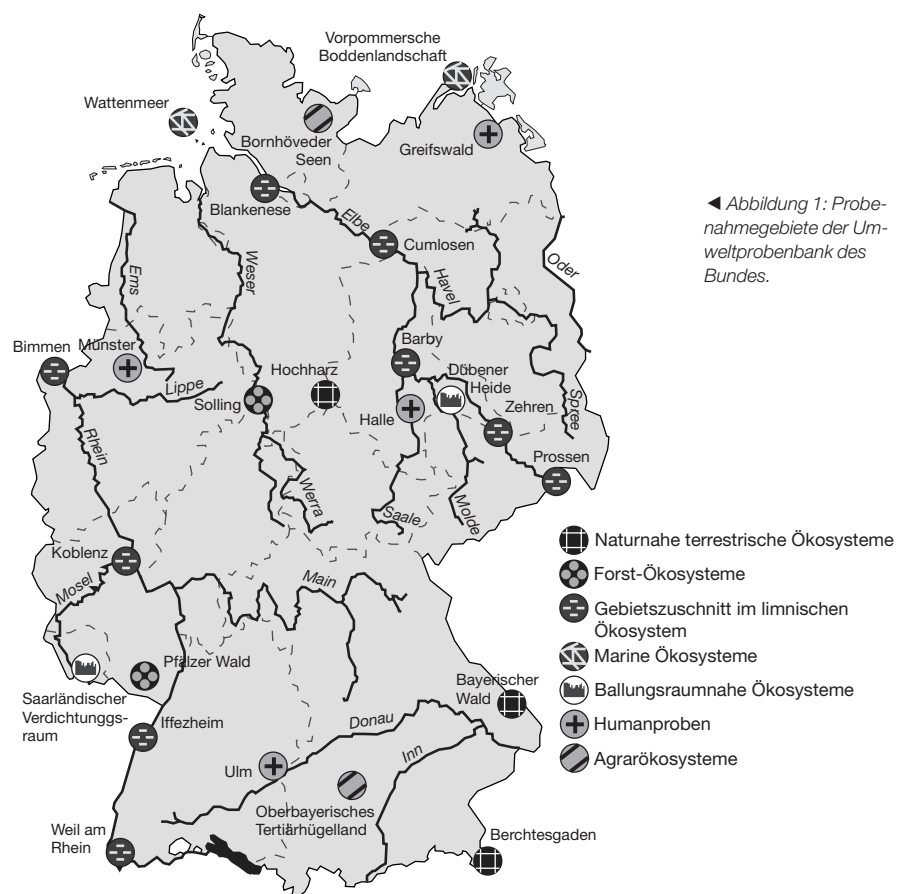 Vorpommersche
Boddenlandschaft
Wattenmeer
Bornhöveder
Seen
Greifswald
Blankenese
Elbe
Cumlosen
Ems
Weser
Havel
Oder
◄ Abbildung 1: Probe-
nahmegebiete der Um-
weltprobenbank des
Bundes.
Bimmen
Münster
Lippe
Solling
Hochharz
Barby
Dübener
Heide
Halle
Zehren
Spree
Prossen
Rhein
Werra
Saale
Molde
Koblenz
Mosel
Main
Naturnahe terrestrische Ökosysteme
Forst-Ökosysteme
Gebietszuschnitt im limnischen
Ökosystem
Marine Ökosysteme
Ballungsraumnahe Ökosysteme
Humanproben
Agrarökosysteme
Pfälzer Wald
Saarländischer
Verdichtungs-
raum
Bayerischer
Wald
Iffezheim
Donau
Inn
Ulm
Oberbayerisches
Tertiärhügelland
Weil am
Rhein
Berchtesgaden